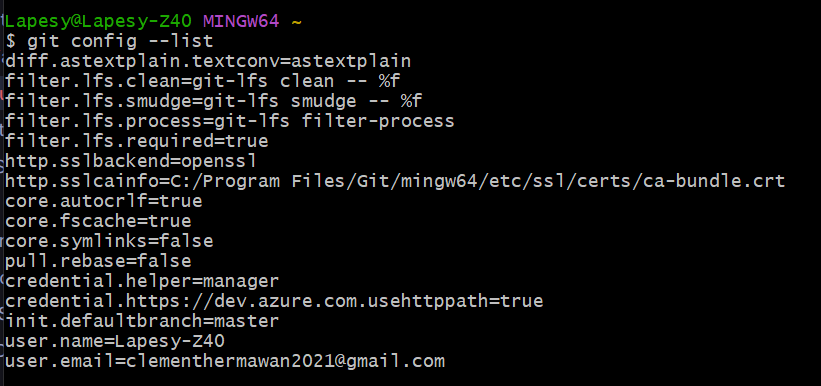 Lapesy@Lapesy-Z40 MINGW64 ~
$ git config --list
diff.astextplain.textconv=astextplain
filter.lfs.clean=git-lfs clean -- %f
filter.lfs.smudge=git-lfs smudge -- %f
filter.lfs.process=git-lfs filter-process
filter.lfs.required=true
http.sslbackend=openssl
http.sslcainfo=C:/Program Files/Git/mingw64/etc/ssl/certs/ca-bundle.crt
core.autocrlf=true
core.fscache=true
core.symlinks=false
pull.rebase=false
credential.helper=manager
credential.https://dev.azure.com.usehttppath=true
init.defaultbranch=master
user.name=Lapesy-Z40
user.email=clementhermawan2021@gmail.com